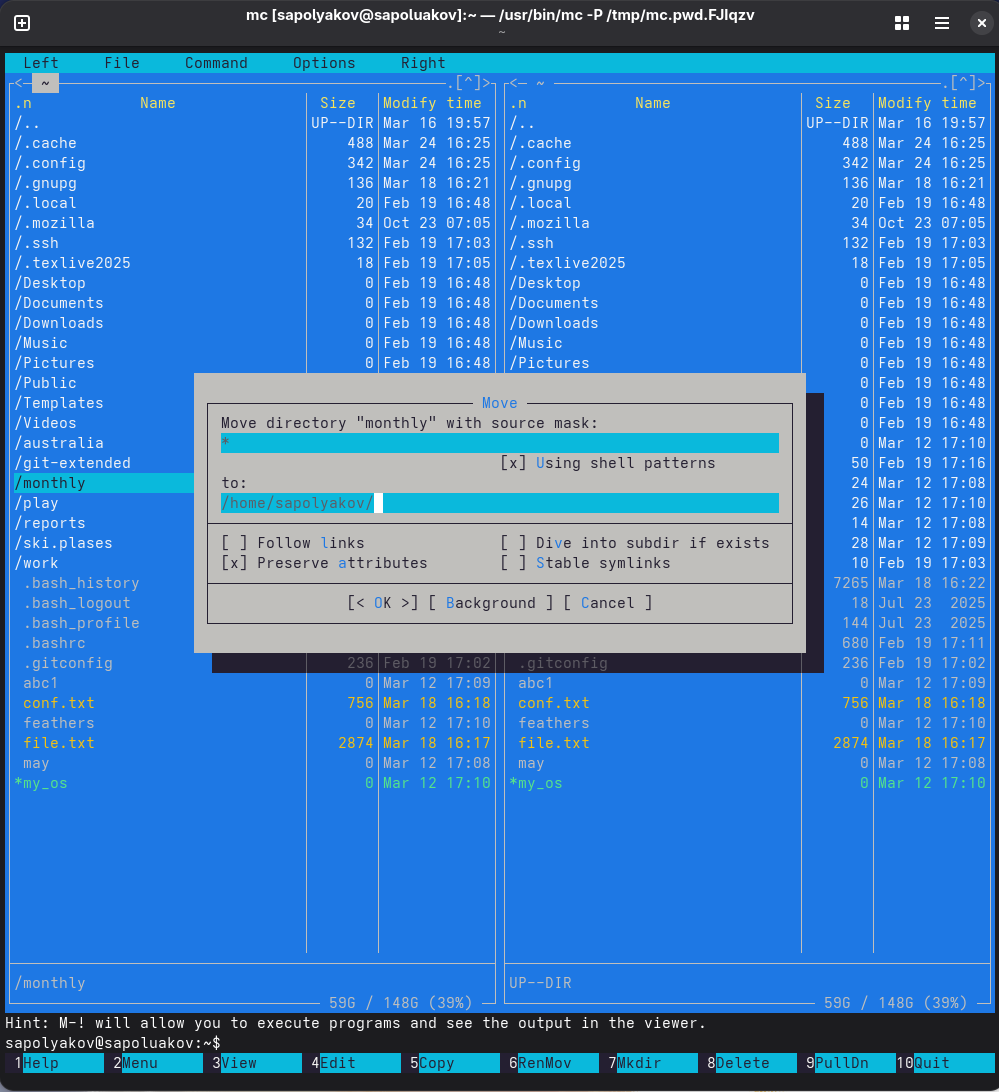 mc [sapolyakov@sapoluakov]:~ — /usr/bin/mc -P /tmp/mc.pwd.FJIqzv
~
Left File Command Options Right
<─ ~ ─.[^]> <─ ~ ─.[^]>
.n Name Size Modify time .n Name Size Modify time
/.. UP--DIR Mar 16 19:57 /.. UP--DIR Mar 16 19:57
/.cache 488 Mar 24 16:25 /.cache 488 Mar 24 16:25
/.config 342 Mar 24 16:25 /.config 342 Mar 24 16:25
/.gnupg 136 Mar 18 16:21 /.gnupg 136 Mar 18 16:21
/.local 20 Feb 19 16:48 /.local 20 Feb 19 16:48
/.mozilla 34 Oct 23 07:05 /.mozilla 34 Oct 23 07:05
/.ssh 132 Feb 19 17:03 /.ssh 132 Feb 19 17:03
/.texlive2025 18 Feb 19 17:05 /.texlive2025 18 Feb 19 17:05
/Desktop 0 Feb 19 16:48 /Desktop 0 Feb 19 16:48
/Documents 0 Feb 19 16:48 /Documents 0 Feb 19 16:48
/Downloads 0 Feb 19 16:48 /Downloads 0 Feb 19 16:48
/Music 0 Feb 19 16:48 /Music 0 Feb 19 16:48
/Pictures 0 Feb 19 16:48 /Pictures 0 Feb 19 16:48
/Public 0 Feb 19 16:48
/Templates Move 0 Feb 19 16:48
/Videos Move directory "monthly" with source mask: 0 Feb 19 16:48
/australia * 0 Mar 12 17:10
/git-extended [x] Using shell patterns 50 Feb 19 17:16
/monthly to: 24 Mar 12 17:08
/play /home/sapolyakov/ 26 Mar 12 17:10
/reports 14 Mar 12 17:08
/ski.plases [ ] Follow links [ ] Dive into subdir if exists 28 Mar 12 17:09
/work [x] Preserve attributes [ ] Stable symlinks 10 Feb 19 17:03
.bash_history 7265 Mar 18 16:22
.bash_logout [< OK >] [ Background ] [ Cancel ] 18 Jul 23 2025
.bash_profile 144 Jul 23 2025
.bashrc 680 Feb 19 17:11
.gitconfig 236 Feb 19 17:02 .gitconfig 236 Feb 19 17:02
abc1 0 Mar 12 17:09 abc1 0 Mar 12 17:09
conf.txt 756 Mar 18 16:18 conf.txt 756 Mar 18 16:18
feathers 0 Mar 12 17:10 feathers 0 Mar 12 17:10
file.txt 2874 Mar 18 16:17 file.txt 2874 Mar 18 16:17
may 0 Mar 12 17:08 may 0 Mar 12 17:08
*my_os 0 Mar 12 17:10 *my_os 0 Mar 12 17:10
/monthly UP--DIR
59G / 148G (39%) 59G / 148G (39%)
Hint: M-! will allow you to execute programs and see the output in the viewer.
sapolyakov@sapoluakov:~$
1Help 2Menu 3View 4Edit 5Copy 6RenMov 7Mkdir 8Delete 9PullDn 10Quit